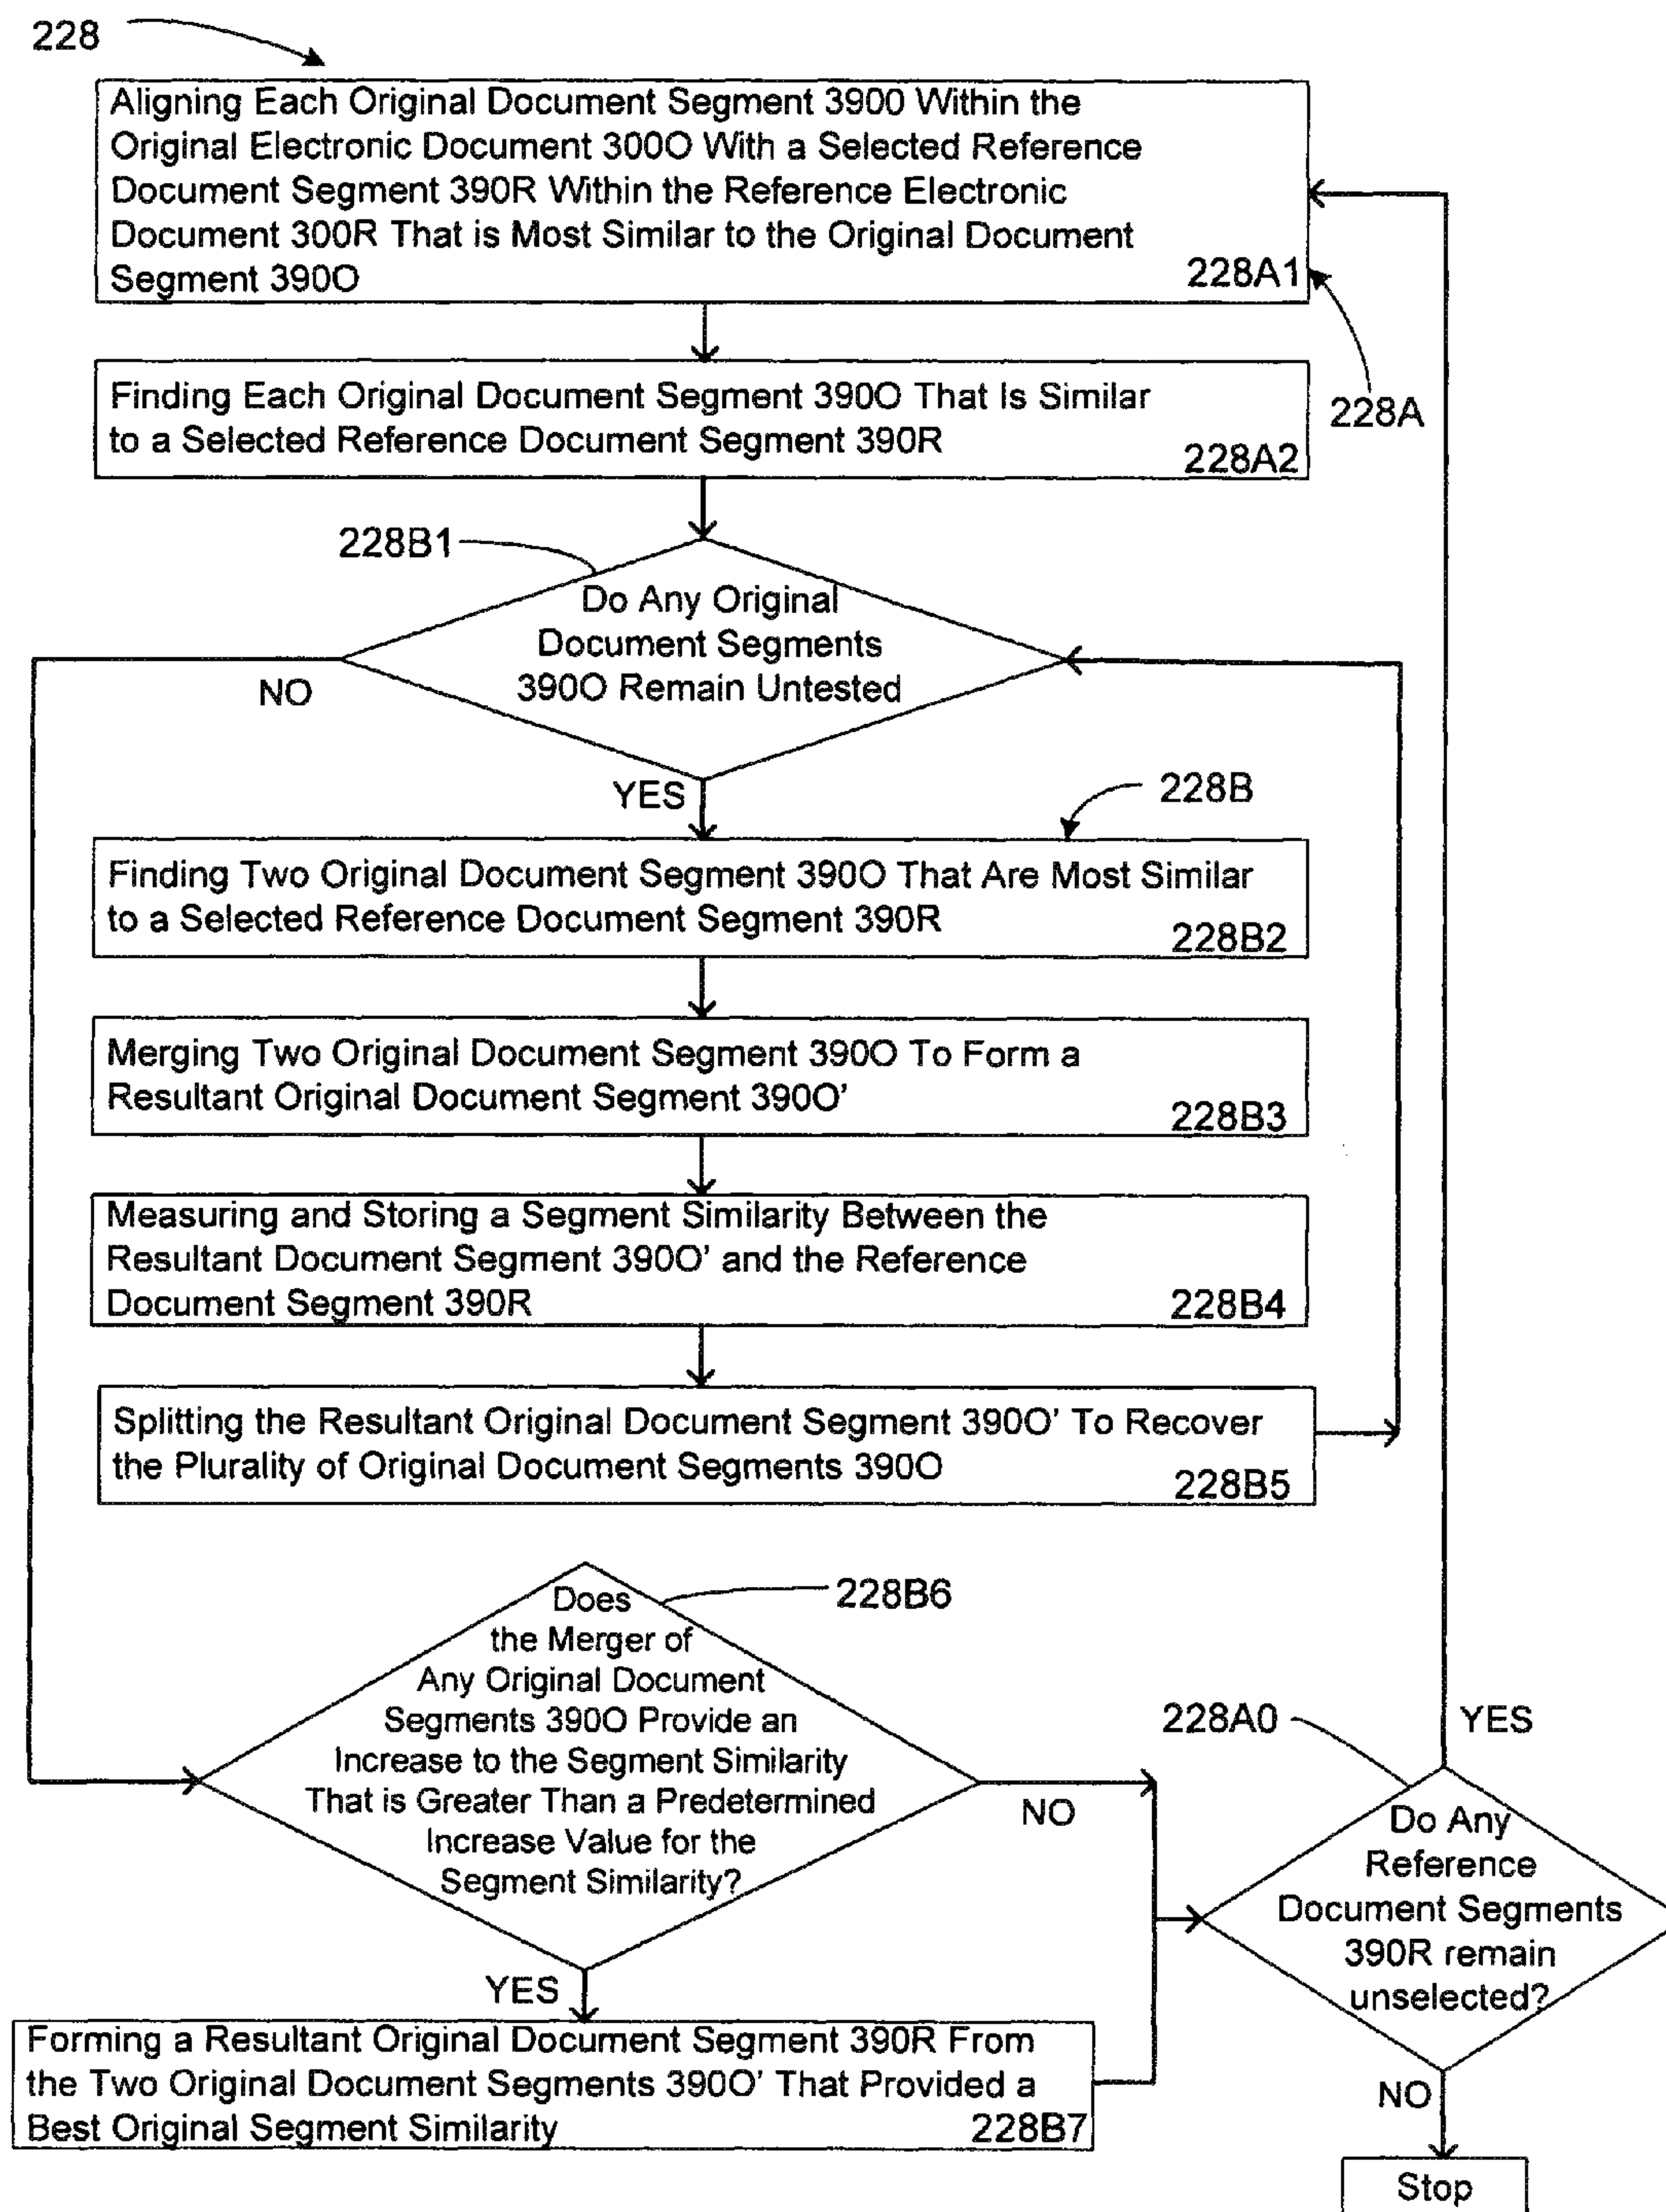 228
Aligning Each Original Document Segment 3900 Within the
Original Electronic Document 300O With a Selected Reference
Document Segment 390R Within the Reference Electronic
Document 300R That is Most Similar to the Original Document
Segment 390O
228A1
Finding Each Original Document Segment 390O That Is Similar
to a Selected Reference Document Segment 390R
228A2
228A
228B1
Do Any Original
Document Segments
390O Remain Untested
NO
YES
228B
Finding Two Original Document Segment 390O That Are Most Similar
to a Selected Reference Document Segment 390R
228B2
Merging Two Original Document Segment 390O To Form a
Resultant Original Document Segment 390O'
228B3
Measuring and Storing a Segment Similarity Between the
Resultant Document Segment 390O' and the Reference
Document Segment 390R
228B4
Splitting the Resultant Original Document Segment 390O' To Recover
the Plurality of Original Document Segments 390O
228B5
228B6
Does
the Merger of
Any Original Document
Segments 390O Provide an
Increase to the Segment Similarity
That is Greater Than a Predetermined
Increase Value for the
Segment Similarity?
NO
YES
Forming a Resultant Original Document Segment 390R From
the Two Original Document Segments 390O' That Provided a
Best Original Segment Similarity
228B7
228A0
YES
Do Any
Reference
Document Segments
390R remain
unselected?
NO
Stop